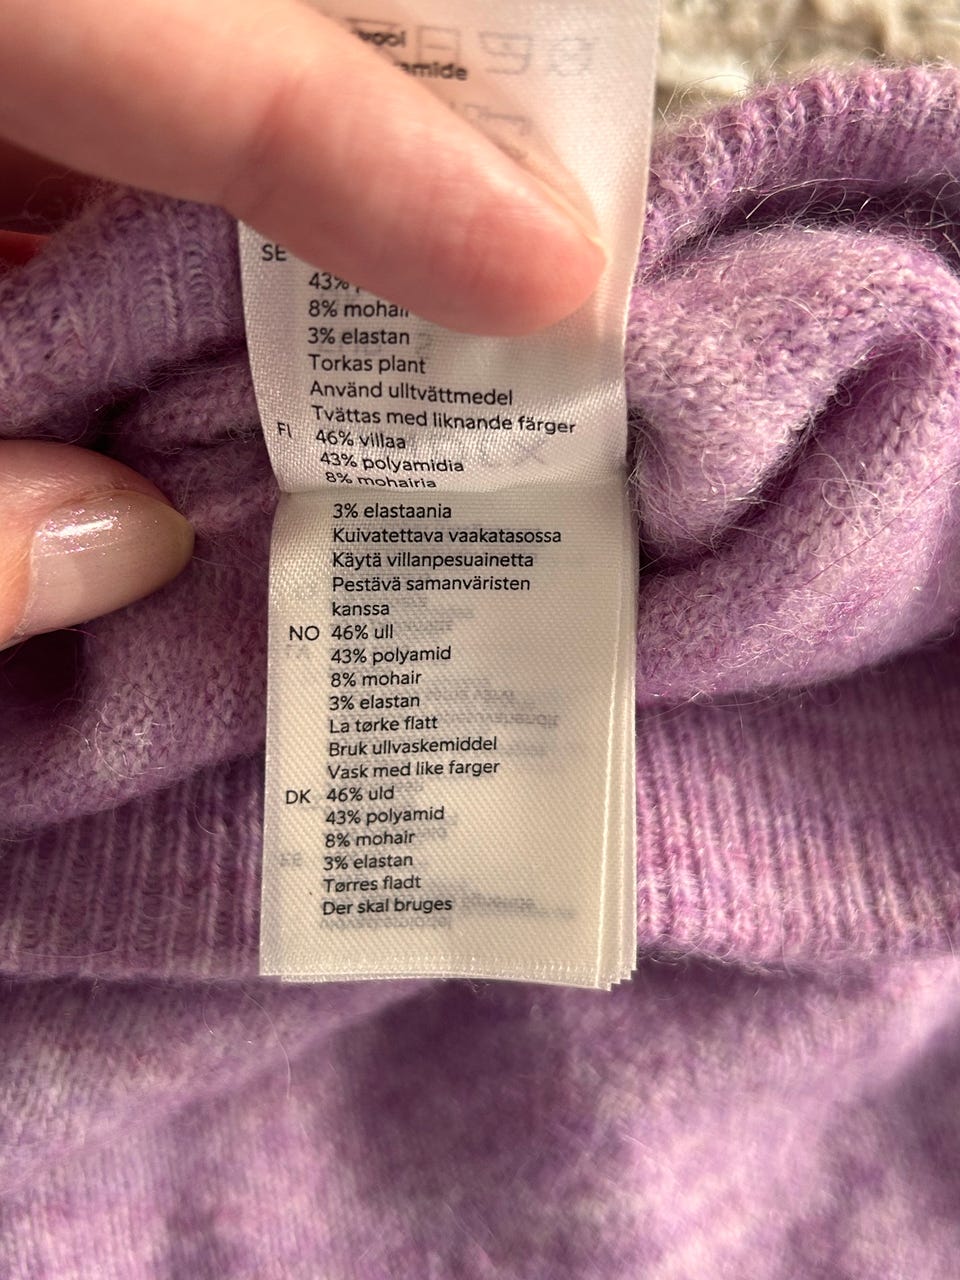 SE
43%
8% mohair
3% elastan
Torkas plant
Använd ulltvättmedel
Tvättas med liknande färger
FI 46% villaa
43% polyamidia
8% mohairia
3% elastaania
Kuivatettava vaakatasossa
Käytä villanpesuainetta
Pestävä samanväristen
kanssa
NO 46% ull
43% polyamid
8% mohair
3% elastan
La tørke flatt
Bruk ullvaskemiddel
Vask med like farger
DK 46% uld
43% polyamid
8% mohair
3% elastan
Tørres fladt
Der skal bruges